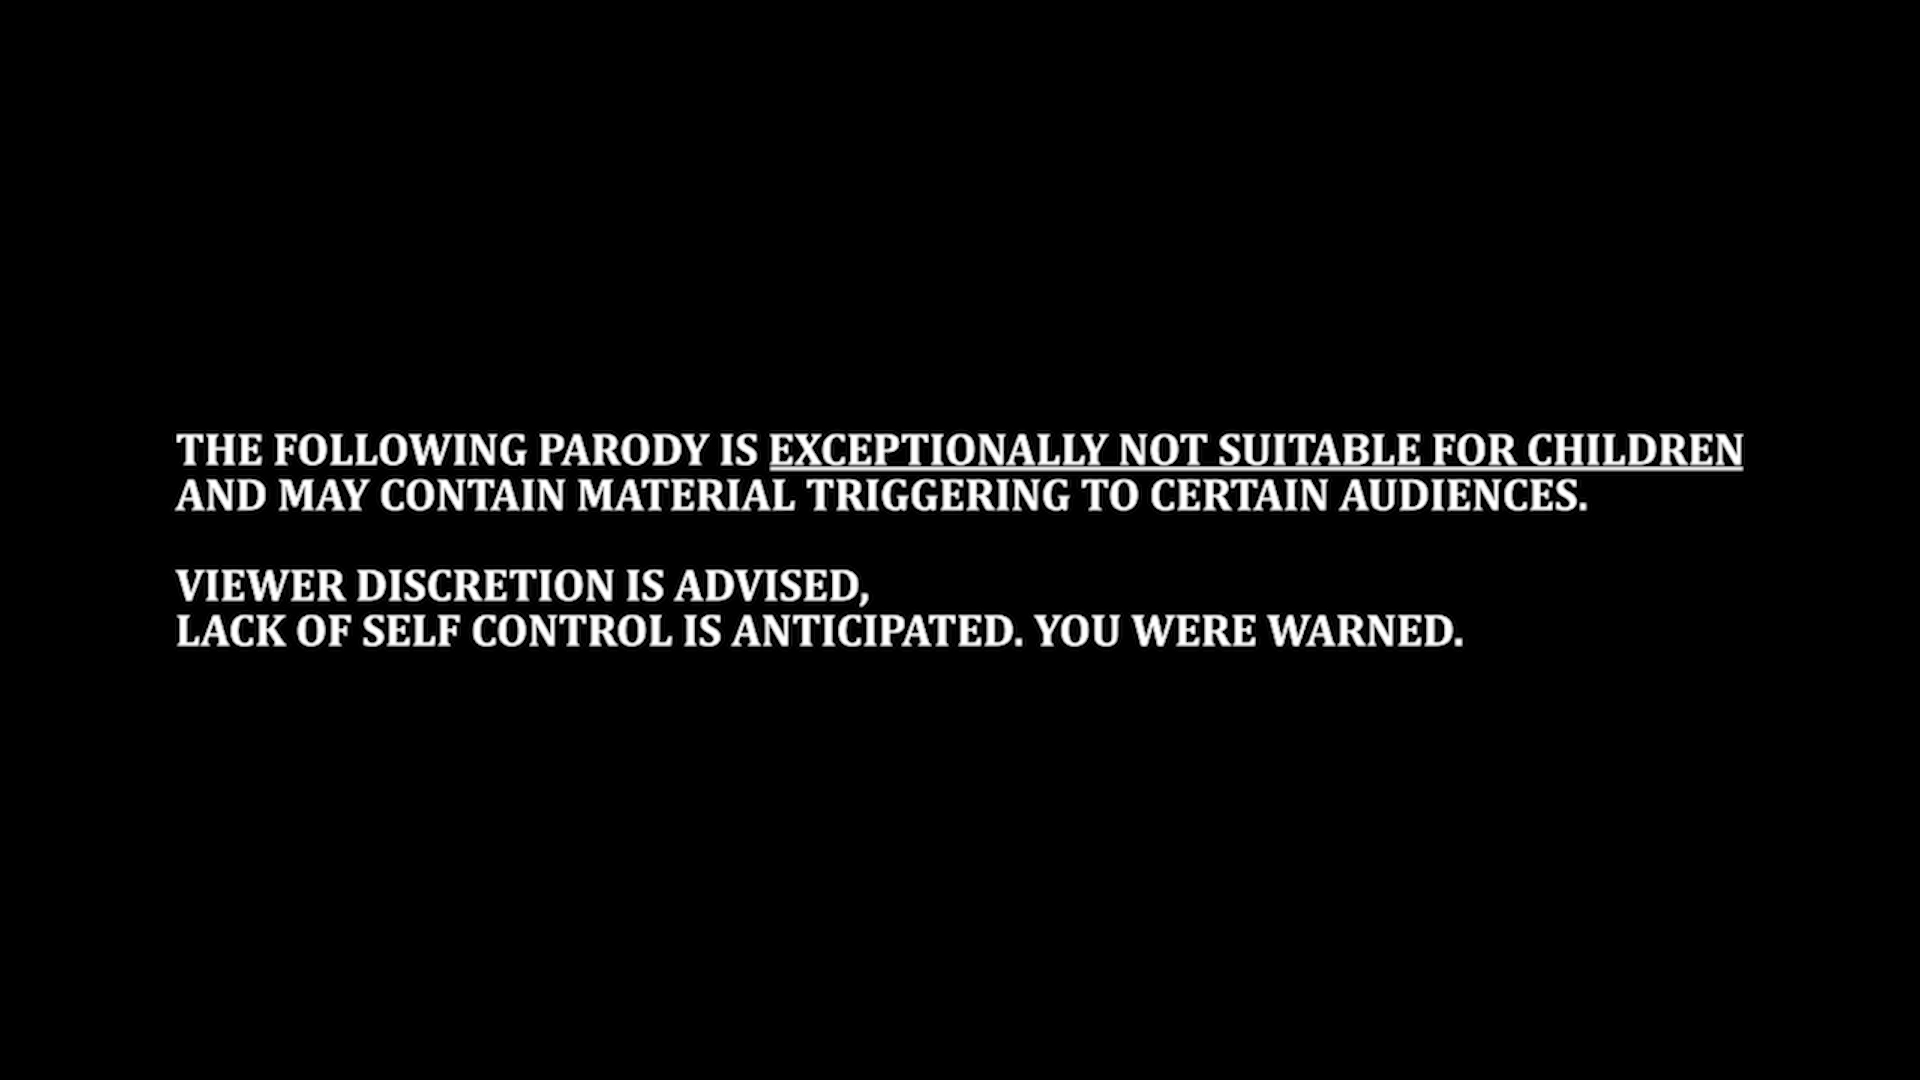 THE FOLLOWING PARODY IS EXCEPTIONALLY NOT SUITABLE FOR CHILDREN
AND MAY CONTAIN MATERIAL TRIGGERING TO CERTAIN AUDIENCES.
VIEWER DISCRETION IS ADVISED,
LACK OF SELF CONTROL IS ANTICIPATED. YOU WERE WARNED.